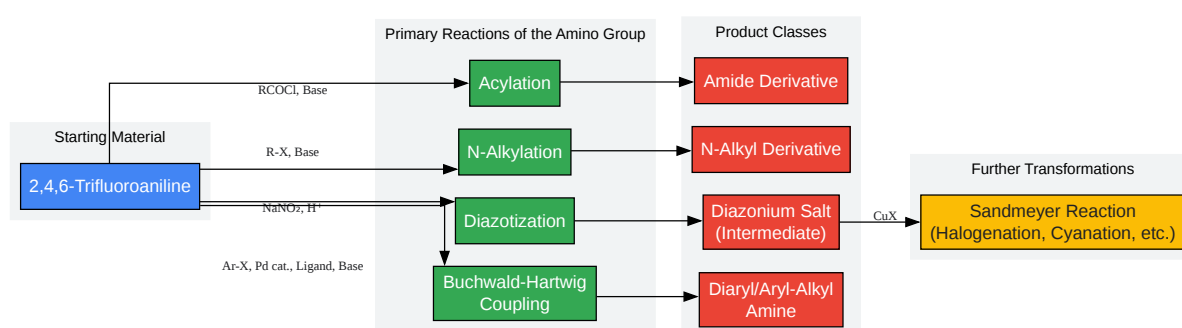 Primary Reactions of the Amino Group
Product Classes
Acylation
Amide Derivative
RCOCl, Base
Starting Material
R-X, Base
N-Alkylation
N-Alkyl Derivative
Further Transformations
2,4,6-Trifluoroaniline
NaNO₂, H⁺
Diazotization
Diazonium Salt
(Intermediate)
CuX
Sandmeyer Reaction
(Halogenation, Cyanation, etc.)
Ar-X, Pd cat., Ligand, Base
Buchwald-Hartwig
Coupling
Diaryl/Aryl-Alkyl
Amine